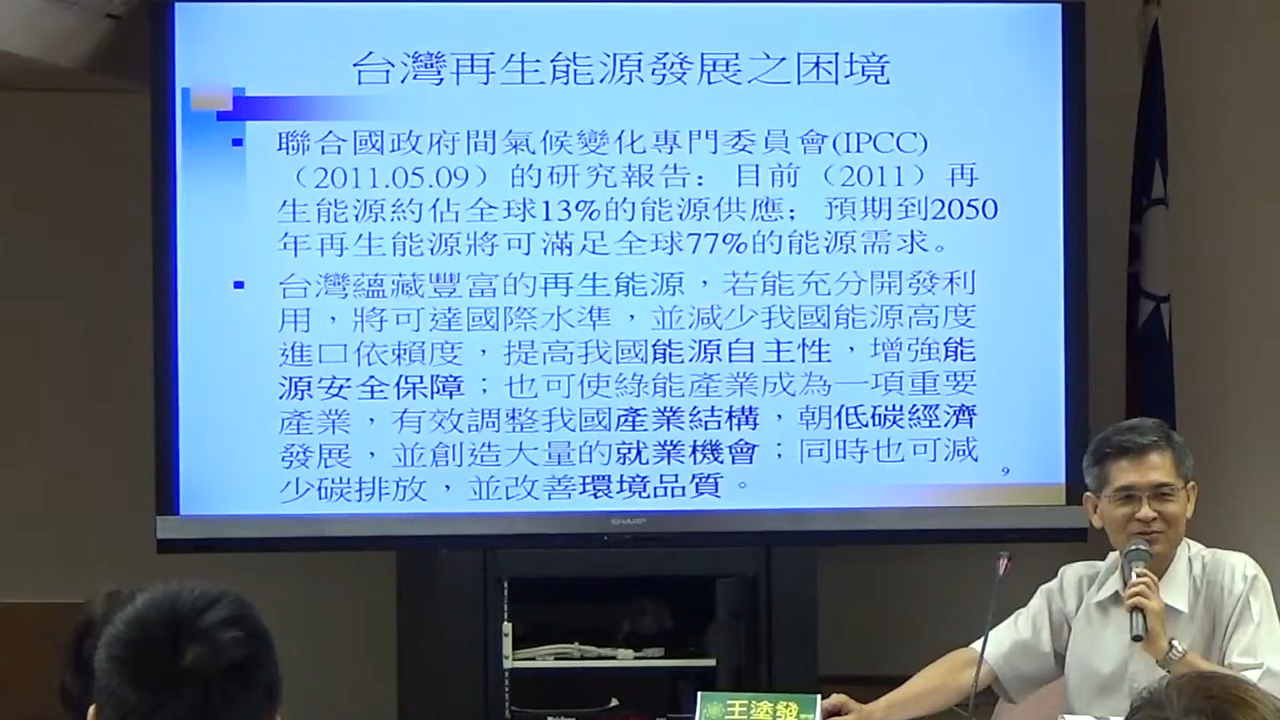 台灣再生能源發展之困境
聯合國政府間氣候變化專門委員會(IPCC)
（2011.05.09）的研究報告：目前（2011）再
生能源約佔全球13%的能源供應；預期到2050
年再生能源將可滿足全球77%的能源需求。
台灣蘊藏豐富的再生能源，若能充分開發利
用，將可達國際水準，並減少我國能源高度
進口依賴度，提高我國能源自主性，增強能
源安全保障；也可使綠能產業成為一項重要
產業，有效調整我國產業結構，朝低碳經濟
發展，並創造大量的就業機會；同時也可減
少碳排放，並改善環境品質。
9
SHARP
王塗發